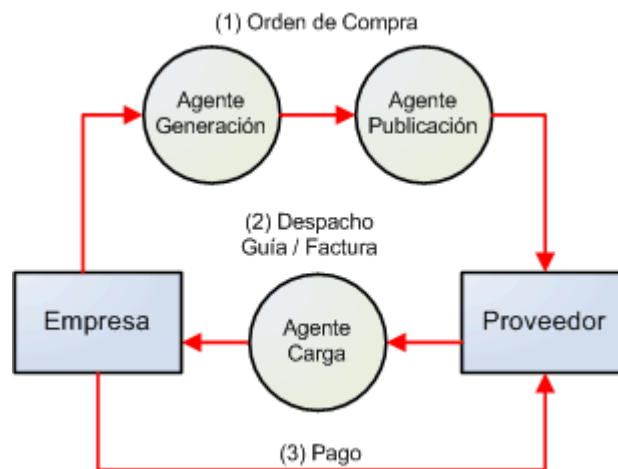 (1) Orden de Compra
Agente
Generación
Agente
Publicación
(2) Despacho
Guía / Factura
Empresa
Agente
Carga
Proveedor
(3) Pago